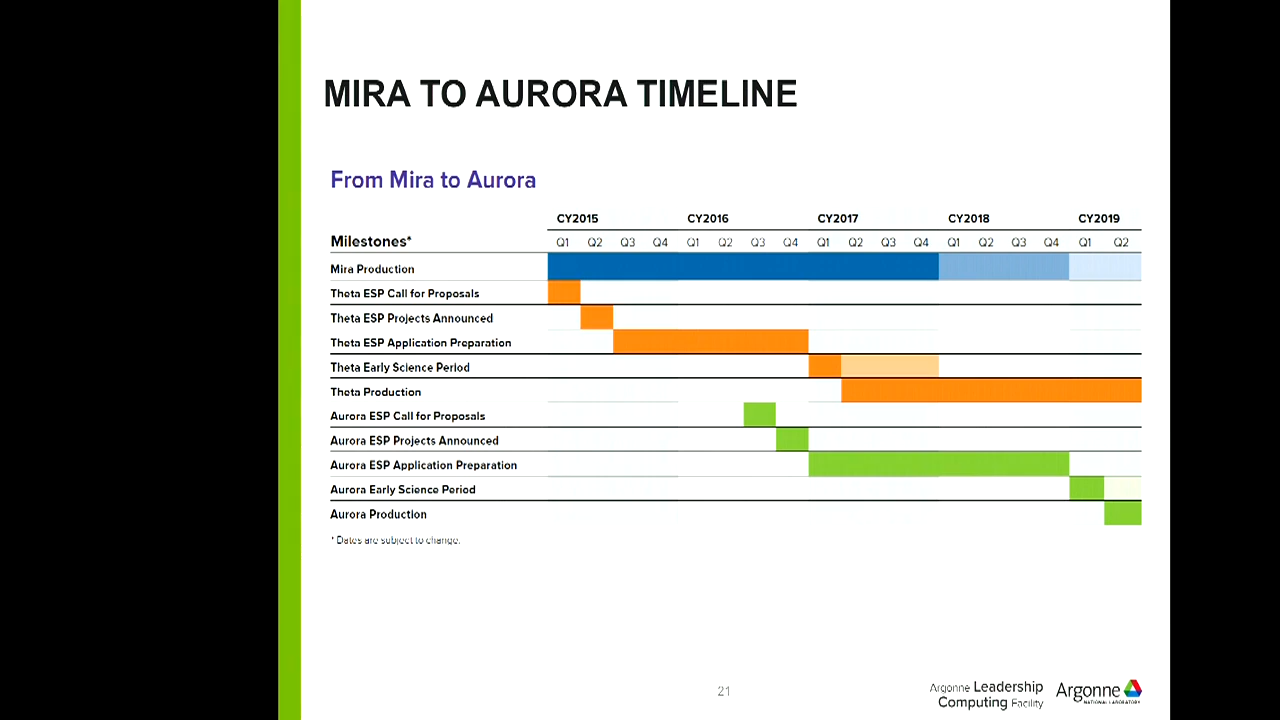 MIRA TO AURORA TIMELINE
From Mira to Aurora
CY2015 CY2016 CY2017 CY2018 CY2019
Milestones* Q1 Q2 Q3 Q4 Q1 Q2 Q3 Q4 Q1 Q2 Q3 Q4 Q1 Q2 Q3 Q4 Q1 Q2
Mira Production
Theta ESP Call for Proposals
Theta ESP Projects Announced
Theta ESP Application Preparation
Theta Early Science Period
Theta Production
Aurora ESP Call for Proposals
Aurora ESP Projects Announced
Aurora ESP Application Preparation
Aurora Early Science Period
Aurora Production
* Dates are subject to change.
21
Argonne Leadership
Computing Facility
Argonne
NATIONAL LABORATORY